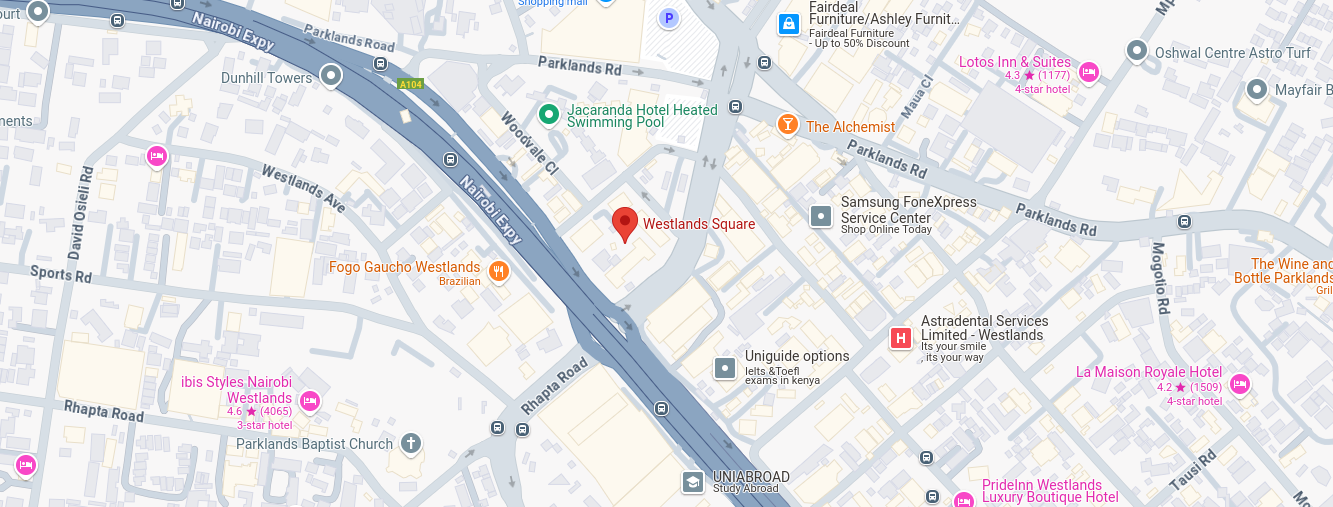 ourt
Nairobi Expy
Parklands Road
Shopping mall
P
Fairdeal
Furniture/Ashley Furnit...
Fairdeal Furniture
- Up to 50% Discount
Oshwal Centre Astro Turf
Lotos Inn & Suites
4.3 ★ (1177)
4-star hotel
Mayfair B
Maua Cl
Dunhill Towers
A104
Parklands Rd
Jacaranda Hotel Heated
Swimming Pool
The Alchemist
Parklands Rd
ments
Woodvale Cl
Westlands Ave
David Osieli Rd
Nairobi Expy
Westlands Square
Samsung FoneXpress
Service Center
Shop Online Today
Parklands Rd
Mogotio Rd
The Wine and
Bottle Parklands
Gril
Sports Rd
Fogo Gaucho Westlands
Brazilian
H
Astradental Services
Limited - Westlands
Its your smile
, its your way
Uniguide options
Ielts &Toefl
exams in kenya
La Maison Royale Hotel
4.2 ★ (1509)
4-star hotel
ibis Styles Nairobi
Westlands
4.6 ★ (4065)
3-star hotel
Rhapta Road
Rhapta Road
Parklands Baptist Church
UNIABROAD
Study Abroad
Tausi Rd
PrideInn Westlands
Luxury Boutique Hotel